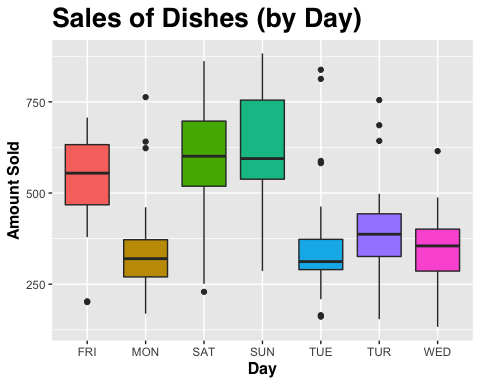 Sales of Dishes (by Day)
Amount Sold
750
500
250
FRI MON SAT SUN TUE TUR WED
Day